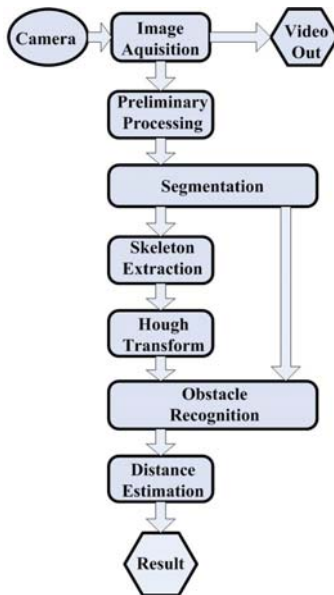 Camera
Image
Aquisition
Video
Out
Preliminary
Processing
Segmentation
Skeleton
Extraction
Hough
Transform
Obstacle
Recognition
Distance
Estimation
Result